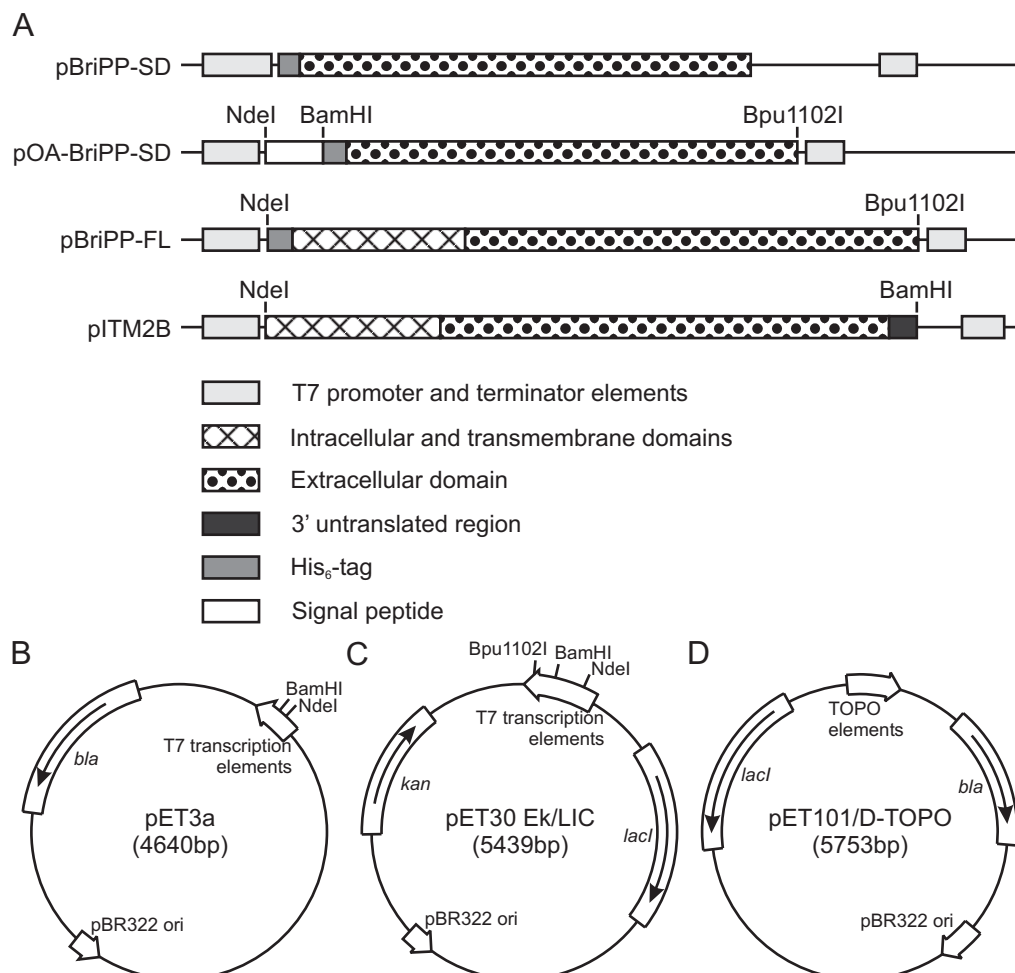 A
pBriPP-SD
NdeI BamHI Bpu1102I
pOA-BriPP-SD
NdeI Bpu1102I
pBriPP-FL
NdeI BamHI
pITM2B
T7 promoter and terminator elements
Intracellular and transmembrane domains
Extracellular domain
3' untranslated region
His6-tag
Signal peptide
B
BamHI
NdeI
T7 transcription
elements
bla
pET3a
(4640bp)
pBR322 ori
C
Bpu1102I
BamHI
NdeI
T7 transcription
elements
kan
lacI
pET30 Ek/LIC
(5439bp)
pBR322 ori
D
TOPO
elements
lacI
bla
pET101/D-TOPO
(5753bp)
pBR322 ori